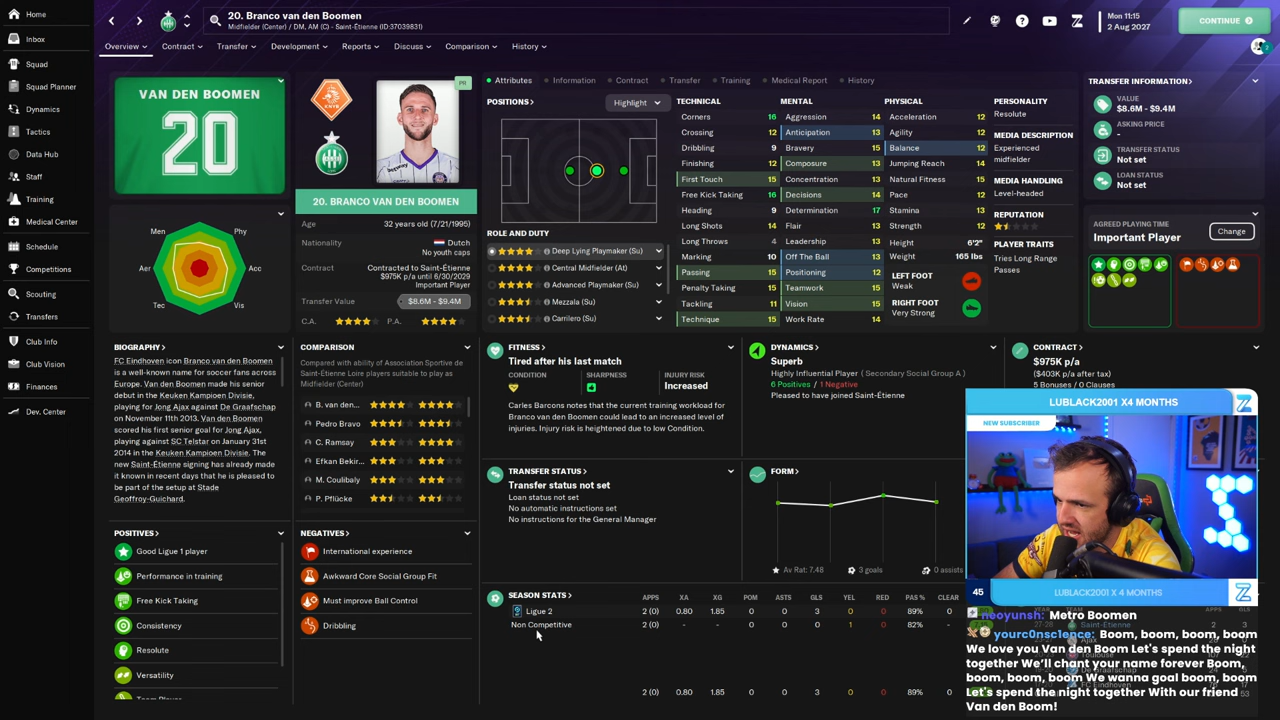 Home
Inbox
Squad
Squad Planner
Dynamics
Tactics
Data Hub
Staff
Training
Medical Center
Schedule
Competitions
Scouting
Transfers
Club Info
Club Vision
Finances
Dev. Center
20. Branco van den Boomen
Midfielder (Center) / DM, AM (C) - Saint-Étienne (ID:37039831)
Mon 11:15
2 Aug 2027
CONTINUE
Overview
Contract
Transfer
Development
Reports
Discuss
Comparison
History
VAN DEN BOOMEN
20
KNVB
PR
20. BRANCO VAN DEN BOOMEN
Age
32 years old (7/21/1995)
Nationality
Dutch
No youth caps
Contract
Contracted to Saint-Étienne
$975K p/a until 6/30/2029
Important Player
Transfer Value
$8.6M - $9.4M
C.A.
P.A.
Men
Phy
Aer
Acc
Tec
Vis
Attributes
Information
Contract
Transfer
Training
Medical Report
History
POSITIONS
Highlight
ROLE AND DUTY
Deep Lying Playmaker (Su)
Central Midfielder (At)
Advanced Playmaker (Su)
Mezzala (Su)
Carrilero (Su)
TECHNICAL
Corners 16
Crossing 12
Dribbling 9
Finishing 12
First Touch 15
Free Kick Taking 16
Heading 9
Long Shots 14
Long Throws 4
Marking 10
Passing 15
Penalty Taking 15
Tackling 11
Technique 15
MENTAL
Aggression 14
Anticipation 13
Bravery 15
Composure 13
Concentration 13
Decisions 14
Determination 17
Flair 13
Leadership 13
Off The Ball 13
Positioning 12
Teamwork 15
Vision 15
Work Rate 14
PHYSICAL
Acceleration 12
Agility 12
Balance 12
Jumping Reach 14
Natural Fitness 15
Pace 12
Stamina 13
Strength 12
Height 6'2"
Weight 165 lbs
LEFT FOOT
Weak
RIGHT FOOT
Very Strong
PERSONALITY
Resolute
MEDIA DESCRIPTION
Experienced
midfielder
MEDIA HANDLING
Level-headed
REPUTATION
PLAYER TRAITS
Tries Long Range
Passes
TRANSFER INFORMATION
VALUE
$8.6M - $9.4M
ASKING PRICE
-
TRANSFER STATUS
Not set
LOAN STATUS
Not set
AGREED PLAYING TIME
Important Player
Change
BIOGRAPHY
FC Eindhoven icon Branco van den Boomen
is a well-known name for soccer fans across
Europe. Van den Boomen made his senior
debut in the Keuken Kampioen Divisie,
playing for Jong Ajax against De Graafschap
on November 11th 2013. Van den Boomen
scored his first senior goal for Jong Ajax,
playing against SC Telstar on January 31st
2014 in the Keuken Kampioen Divisie. The
new Saint-Étienne signing has already made
it known in recent days that he is pleased to
be part of the setup at Stade
Geoffroy-Guichard.
COMPARISON
Compared with ability of Association Sportive de
Saint-Etienne Loire players suitable to play as
Midfielder (Center)
B. van den...
Pedro Bravo
C. Ramsay
Efkan Bekir...
M. Coulibaly
P. Pflücke
FITNESS
Tired after his last match
CONDITION
SHARPNESS
INJURY RISK
Increased
Carles Barcons notes that the current training workload for
Branco van den Boomen could lead to an increased level of
injuries. Injury risk is heightened due to low Condition.
DYNAMICS
Superb
Highly Influential Player ( Secondary Social Group A )
6 Positives / 1 Negative
Pleased to have joined Saint-Étienne
CONTRACT
$975K p/a
($403K p/a after tax)
5 Bonuses / 0 Clauses
TRANSFER STATUS
Transfer status not set
Loan status not set
No automatic instructions set
No instructions for the General Manager
FORM
Av Rat: 7.48
3 goals
0 assists
POSITIVES
Good Ligue 1 player
Performance in training
Free Kick Taking
Consistency
Resolute
Versatility
Team Player
NEGATIVES
International experience
Awkward Core Social Group Fit
Must improve Ball Control
Dribbling
SEASON STATS
APPS XA XG POM ASTS GLS YEL RED PAS % CLEAR
Ligue 2 2 (0) 0.80 1.85 0 0 3 0 0 89% 0
Non Competitive 2 (0) - - 0 0 0 1 0 82% -
2 (0) 0.80 1.85 0 0 3 0 0 89% 0
LUBLACK2001 X4 MONTHS
NEW SUBSCRIBER
45
LUBLACK2001 X 4 MONTHS
neoyunsh: Metro Boomen
yourc0nsc1ence: Boom, boom, boom, boom
We love you Van den Boom Let's spend the night
together We'll chant your name forever Boom,
boom, boom, boom We wanna goal boom, boom
Let's spend the night together With our friend
Van den Boom!